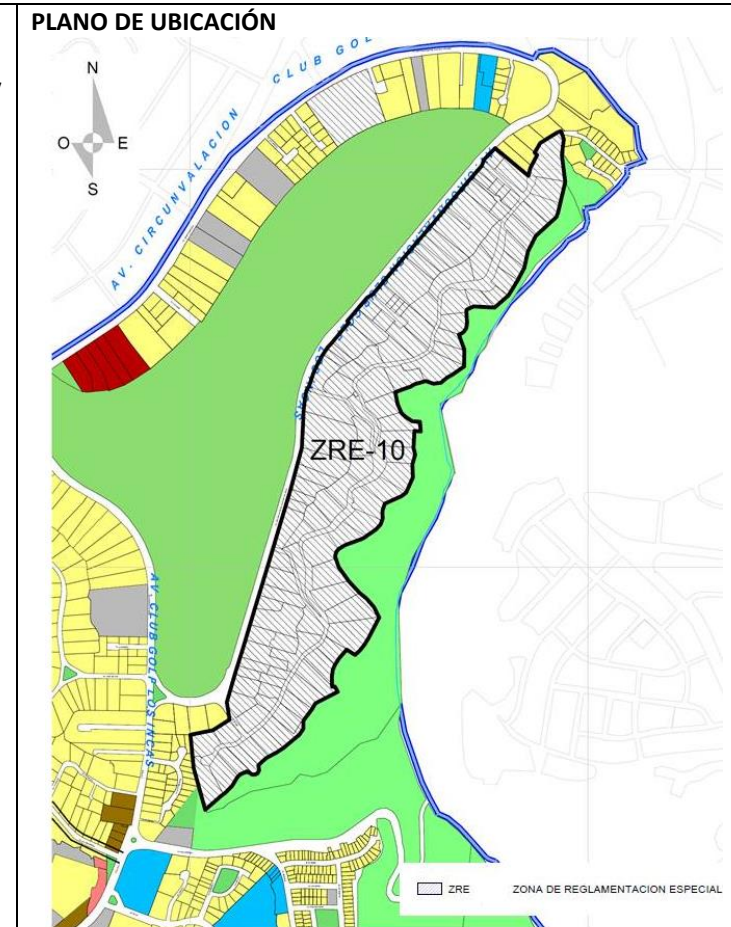 PLANO DE UBICACIÓN
N
O E
S
AV. CIRCUNVALACION CLUB GOL
ZRE-10
AV. CLUB GOLF LOS INCAS
ZRE ZONA DE REGLAMENTACION ESPECIAL